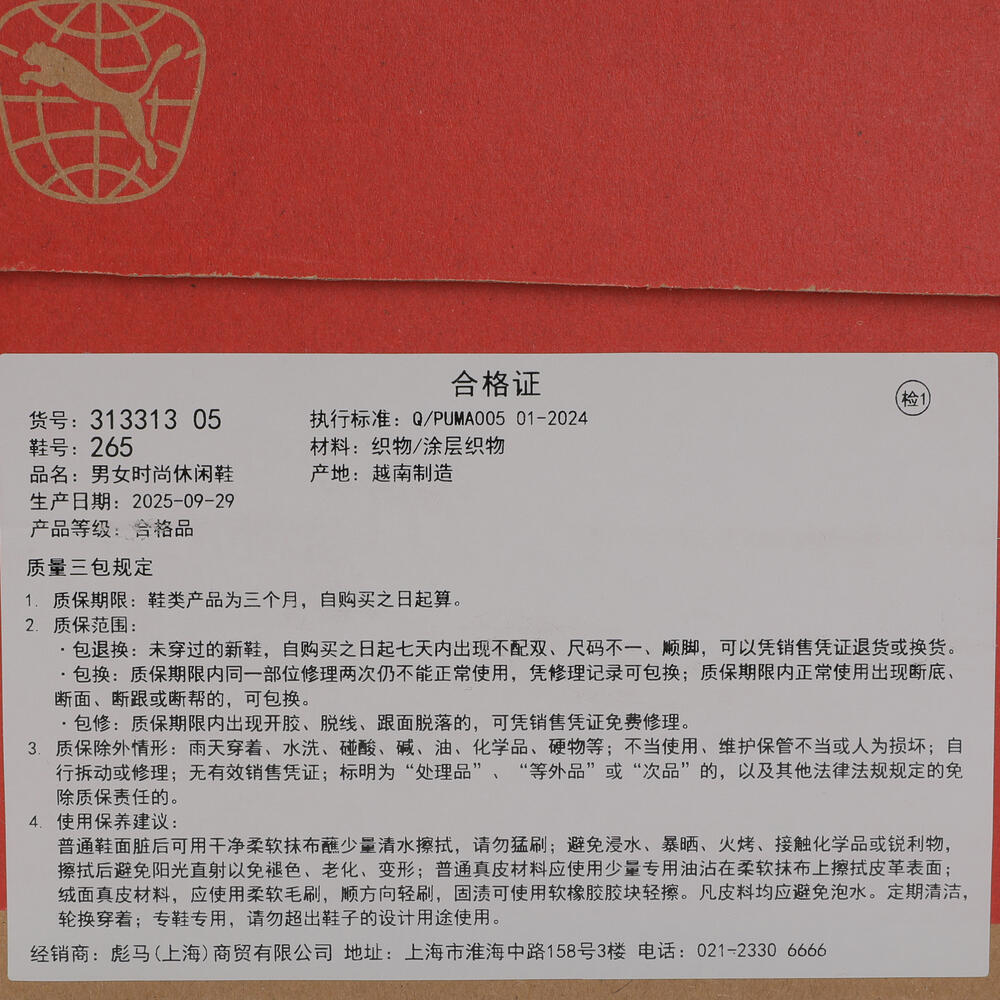 合格证
检1
货号: 313313 05 执行标准: Q/PUMA005 01-2024
鞋号: 265 材料: 织物/涂层织物
品名: 男女时尚休闲鞋 产地: 越南制造
生产日期: 2025-09-29
产品等级: 合格品
质量三包规定
1. 质保期限: 鞋类产品为三个月，自购买之日起算。
2. 质保范围:
·包退换: 未穿过的新鞋，自购买之日起七天内出现不配双、尺码不一、顺脚，可以凭销售凭证退货或换货。
·包换: 质保期限内同一部位修理两次仍不能正常使用，凭修理记录可包换；质保期限内正常使用出现断底、
断面、断跟或断帮的，可包换。
·包修: 质保期限内出现开胶、脱线、跟面脱落的，可凭销售凭证免费修理。
3. 质保除外情形: 雨天穿着、水洗、碰酸、碱、油、化学品、硬物等；不当使用、维护保管不当或人为损坏；自
行拆动或修理；无有效销售凭证；标明为“处理品”、“等外品”或“次品”的，以及其他法律法规规定的免
除质保责任的。
4. 使用保养建议:
普通鞋面脏后可用干净柔软抹布蘸少量清水擦拭，请勿猛刷；避免浸水、暴晒、火烤、接触化学品或锐利物，
擦拭后避免阳光直射以免褪色、老化、变形；普通真皮材料应使用少量专用油沾在柔软抹布上擦拭皮革表面；
绒面真皮材料，应使用柔软毛刷，顺方向轻刷，固渍可使用软橡胶胶块轻擦。凡皮料均应避免泡水。定期清洁，
轮换穿着；专鞋专用，请勿超出鞋子的设计用途使用。
经销商: 彪马(上海)商贸有限公司 地址: 上海市淮海中路158号3楼 电话: 021-2330 6666